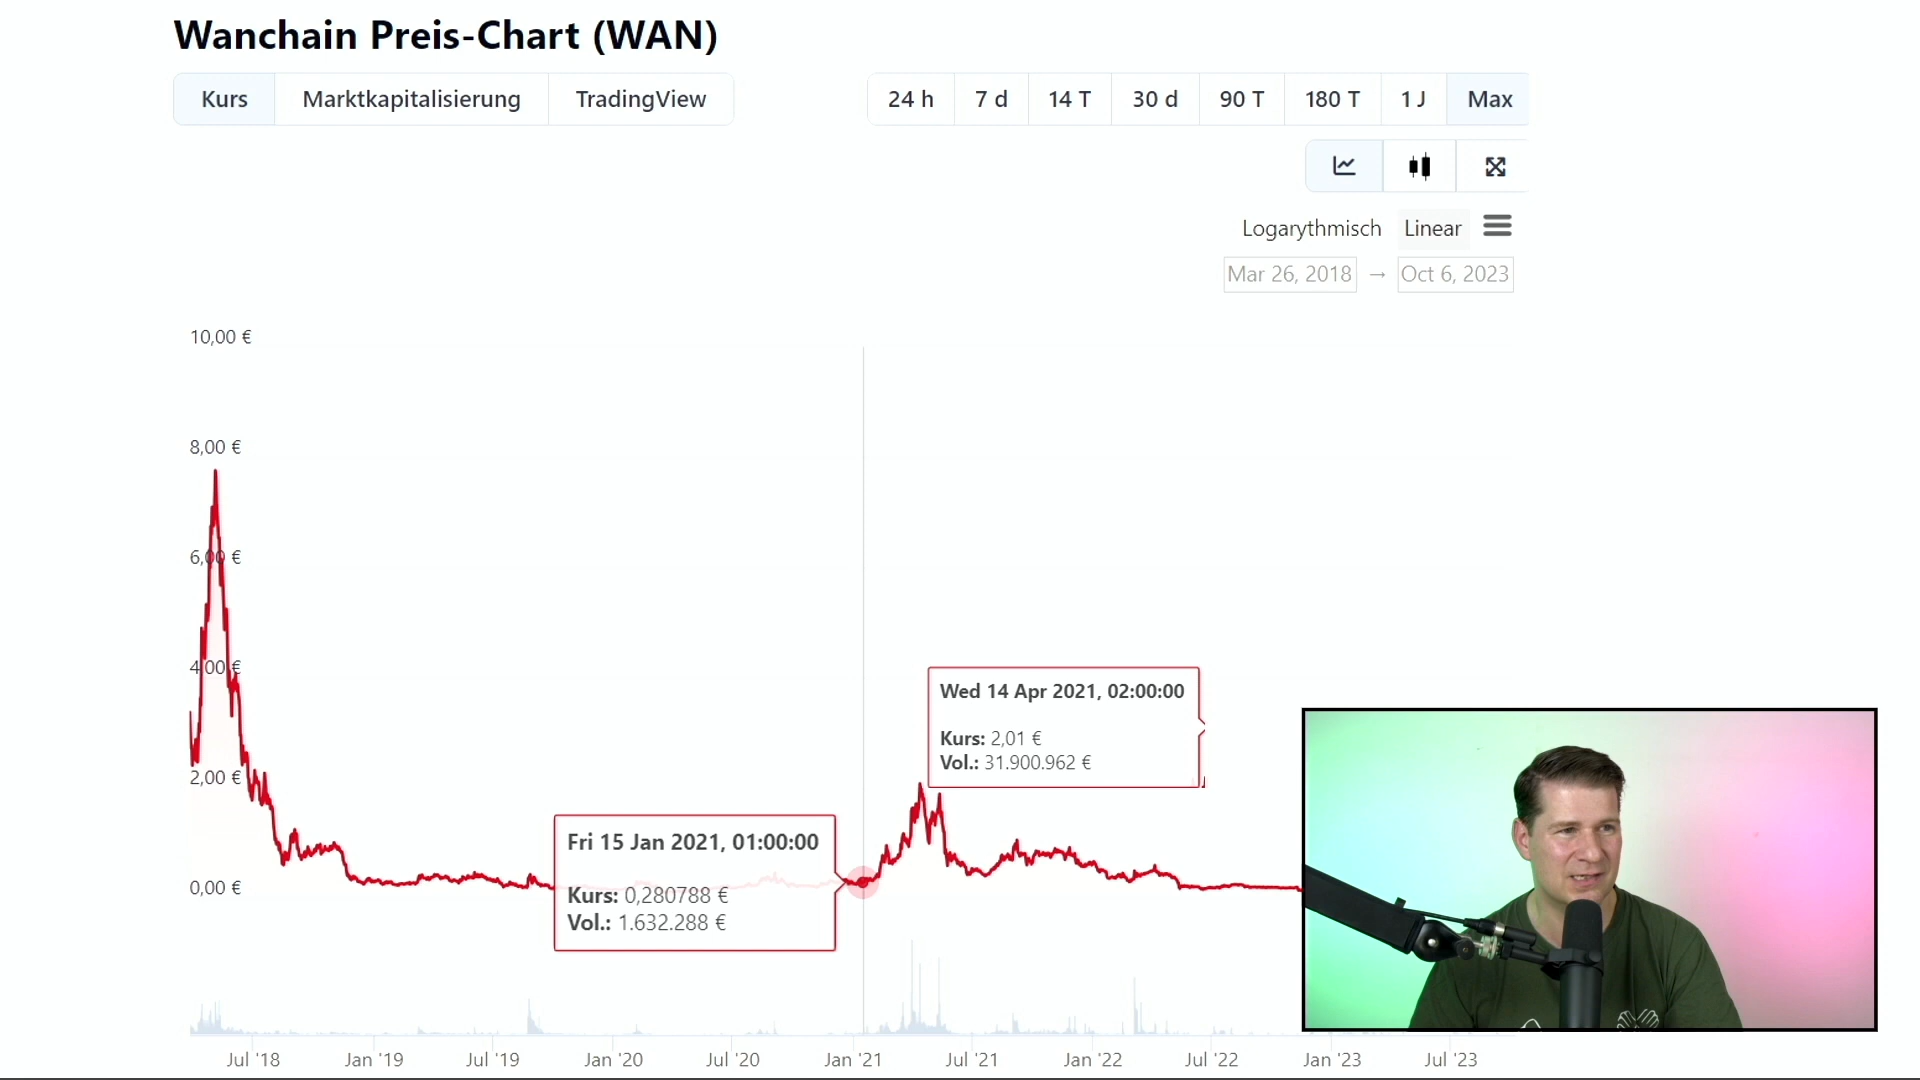 Wanchain Preis-Chart (WAN)
Kurs Marktkapitalisierung TradingView 24 h 7 d 14 T 30 d 90 T 180 T 1 J Max
Logarythmisch Linear
Mar 26, 2018 → Oct 6, 2023
10,00 €
8,00 €
6,00 €
4,00 €
2,00 €
0,00 €
Wed 14 Apr 2021, 02:00:00
Kurs: 2,01 €
Vol.: 31.900.962 €
Fri 15 Jan 2021, 01:00:00
Kurs: 0,280788 €
Vol.: 1.632.288 €
Jul '18 Jan '19 Jul '19 Jan '20 Jul '20 Jan '21 Jul '21 Jan '22 Jul '22 Jan '23 Jul '23